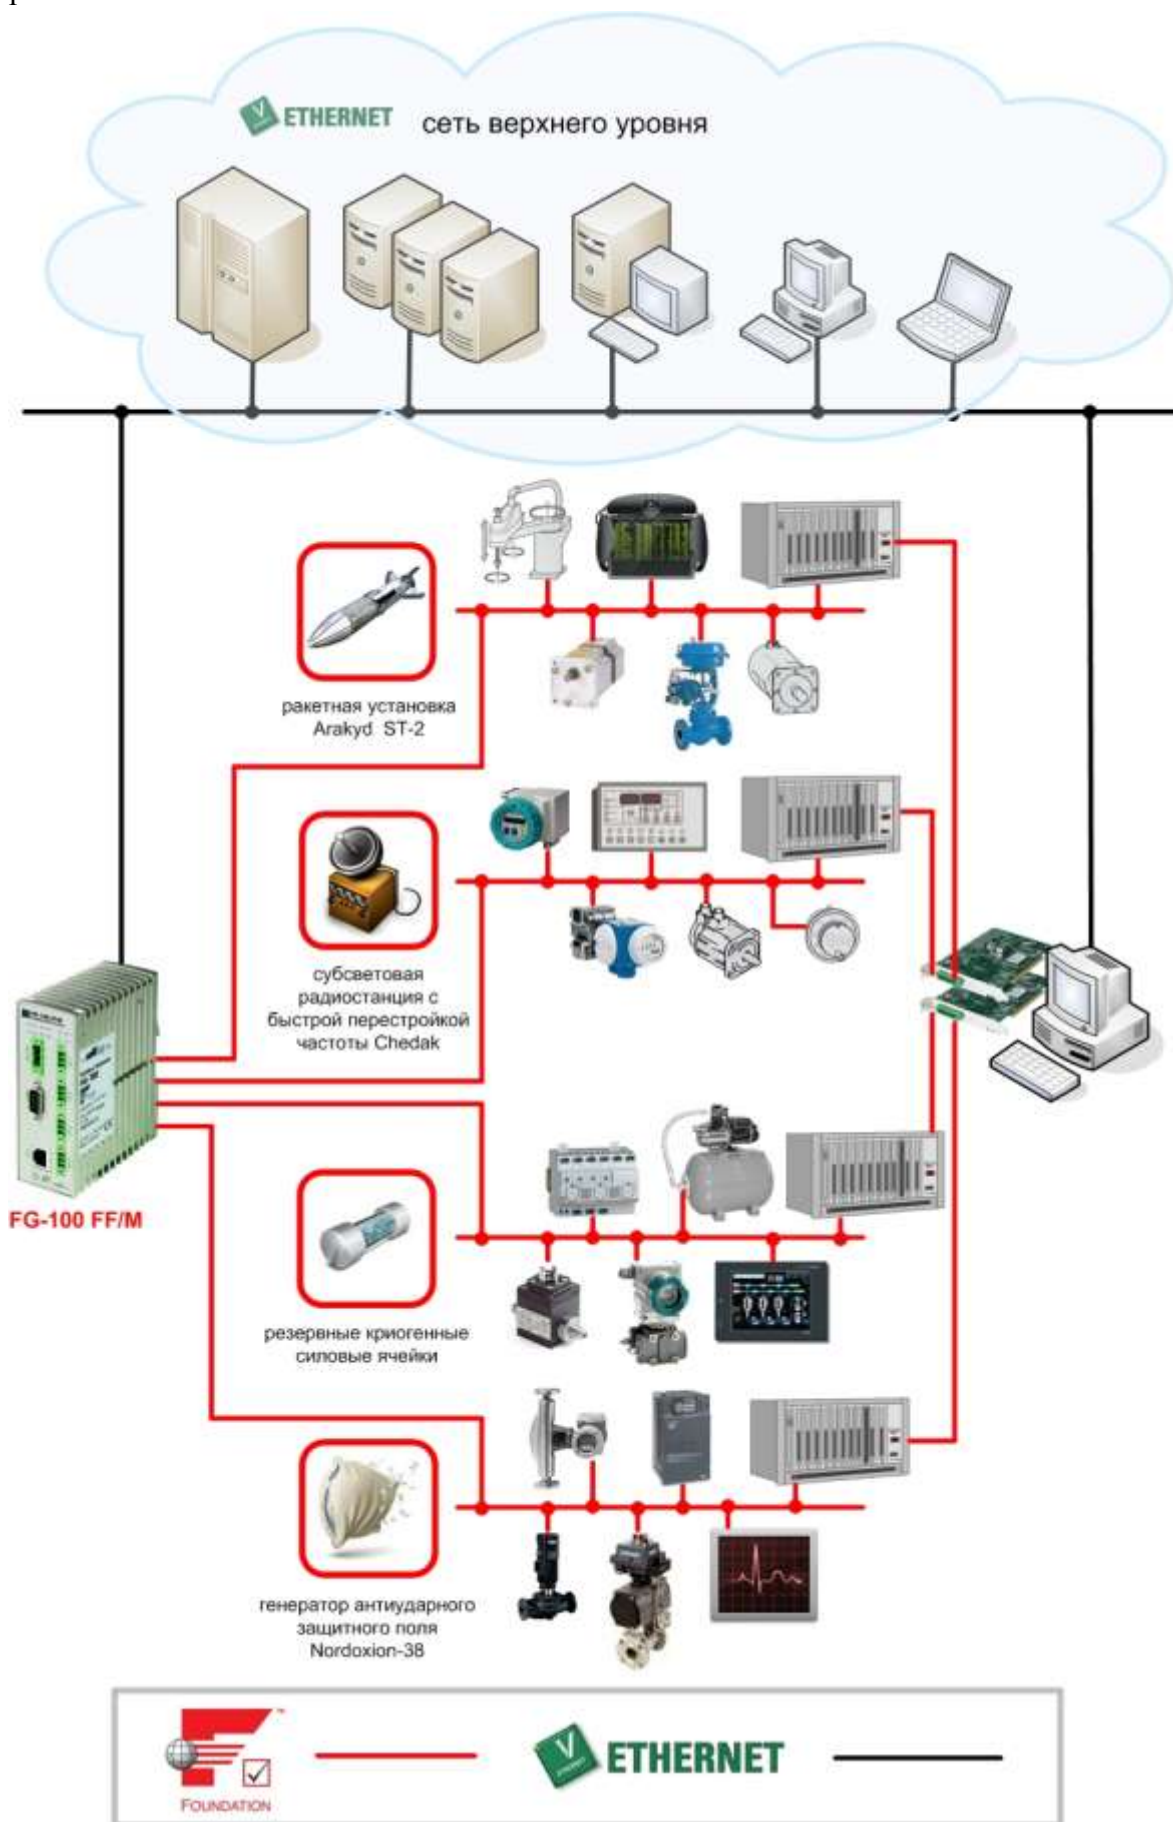 V
ETHERNET
сеть верхнего уровня
ракетная установка
Arakyd ST-2
субсветовая
радиостанция с
быстрой перестройкой
частоты Chedak
FG-100 FF/M
резервные криогенные
силовые ячейки
генератор антиударного
защитного поля
Nordoxion-38
V
ETHERNET
FOUNDATION